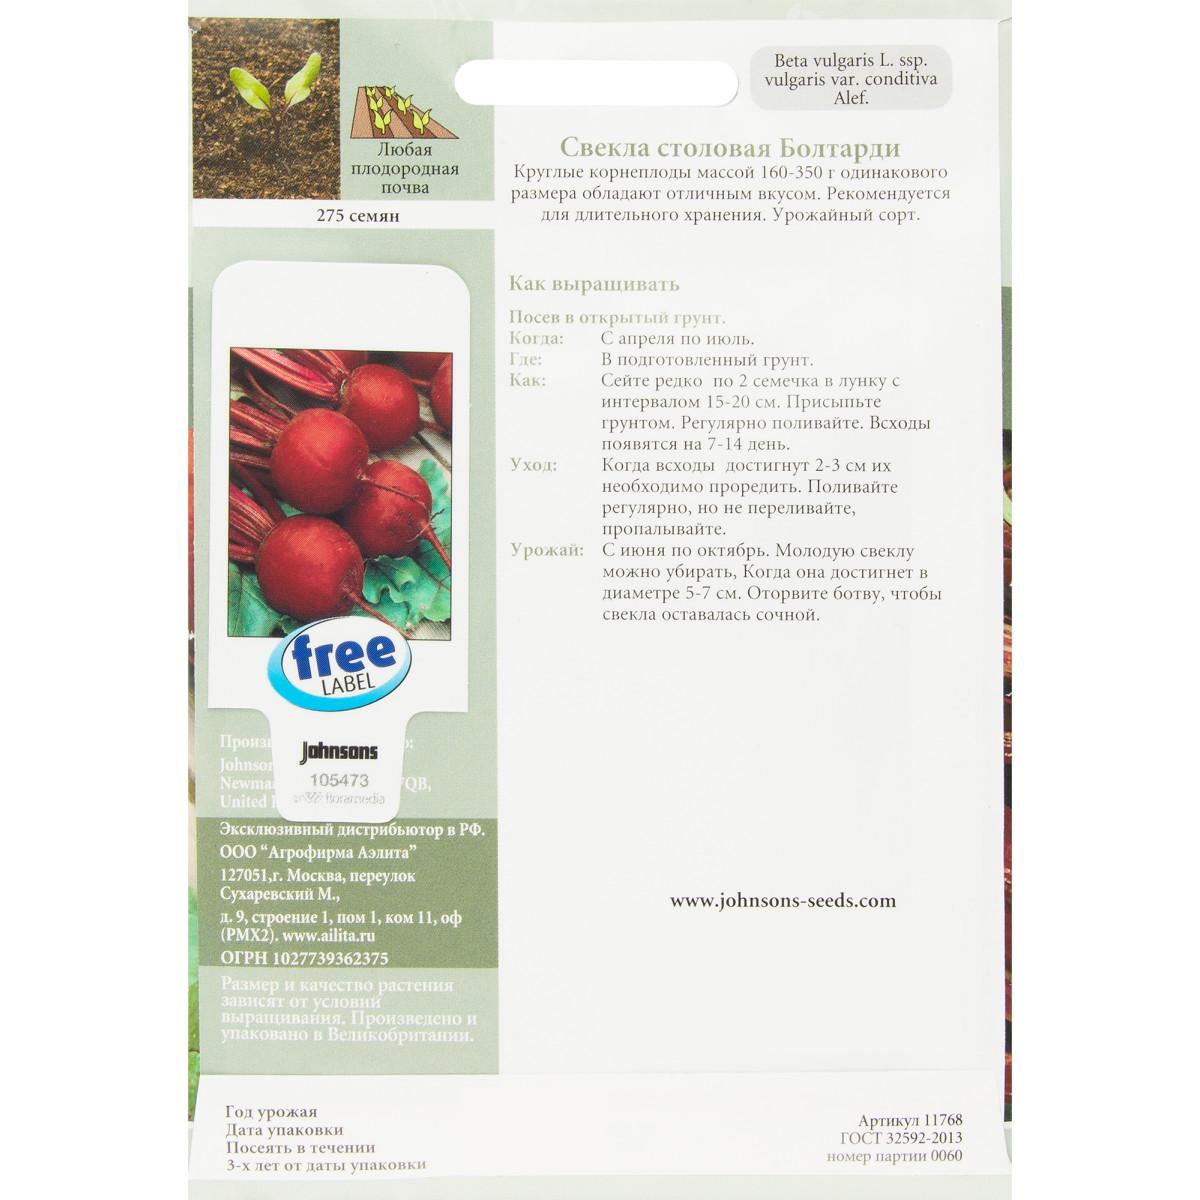 Любая
плодородная
почва
275 семян
free
LABEL
Johnsons
105473
floramedia
Johnson
QB,
United
Эксклюзивный дистрибьютор в РФ.
ООО “Агрофирма Аэлита”
127051,г. Москва, переулок
Сухаревский М.,
д. 9, строение 1, пом 1, ком 11, оф
(РМХ2). www.ailita.ru
ОГРН 1027739362375
Размер и качество растения
зависят от условий
выращивания. Произведено и
упаковано в Великобритании.
Beta vulgaris L. ssp.
vulgaris var. conditiva
Alef.
Свекла столовая Болтарди
Круглые корнеплоды массой 160-350 г одинакового
размера обладают отличным вкусом. Рекомендуется
для длительного хранения. Урожайный сорт.
Как выращивать
Посев в открытый грунт.
Когда: С апреля по июль.
Где: В подготовленный грунт.
Как: Сейте редко по 2 семечка в лунку с
интервалом 15-20 см. Присыпьте
грунтом. Регулярно поливайте. Всходы
появятся на 7-14 день.
Уход: Когда всходы достигнут 2-3 см их
необходимо проредить. Поливайте
регулярно, но не переливайте,
пропалывайте.
Урожай: С июня по октябрь. Молодую свеклу
можно убирать, Когда она достигнет в
диаметре 5-7 см. Оторвите ботву, чтобы
свекла оставалась сочной.
www.johnsons-seeds.com
Год урожая
Дата упаковки
Посеять в течении
3-х лет от даты упаковки
Артикул 11768
ГОСТ 32592-2013
номер партии 0060